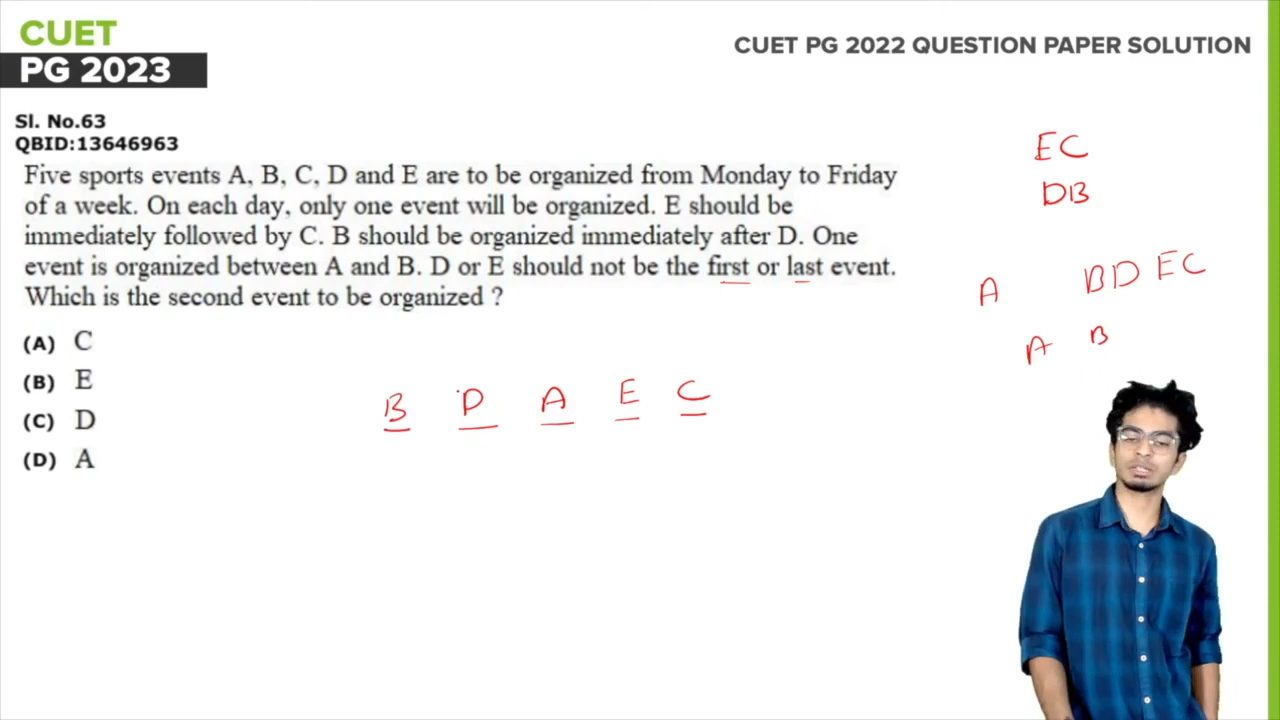 CUET
PG 2023
CUET PG 2022 QUESTION PAPER SOLUTION
Sl. No.63
QBID:13646963
Five sports events A, B, C, D and E are to be organized from Monday to Friday
of a week. On each day, only one event will be organized. E should be
immediately followed by C. B should be organized immediately after D. One
event is organized between A and B. D or E should not be the first or last event.
Which is the second event to be organized ?
(A) C
(B) E
(C) D
(D) A
EC
DB
A BD EC
A B
B D A E C